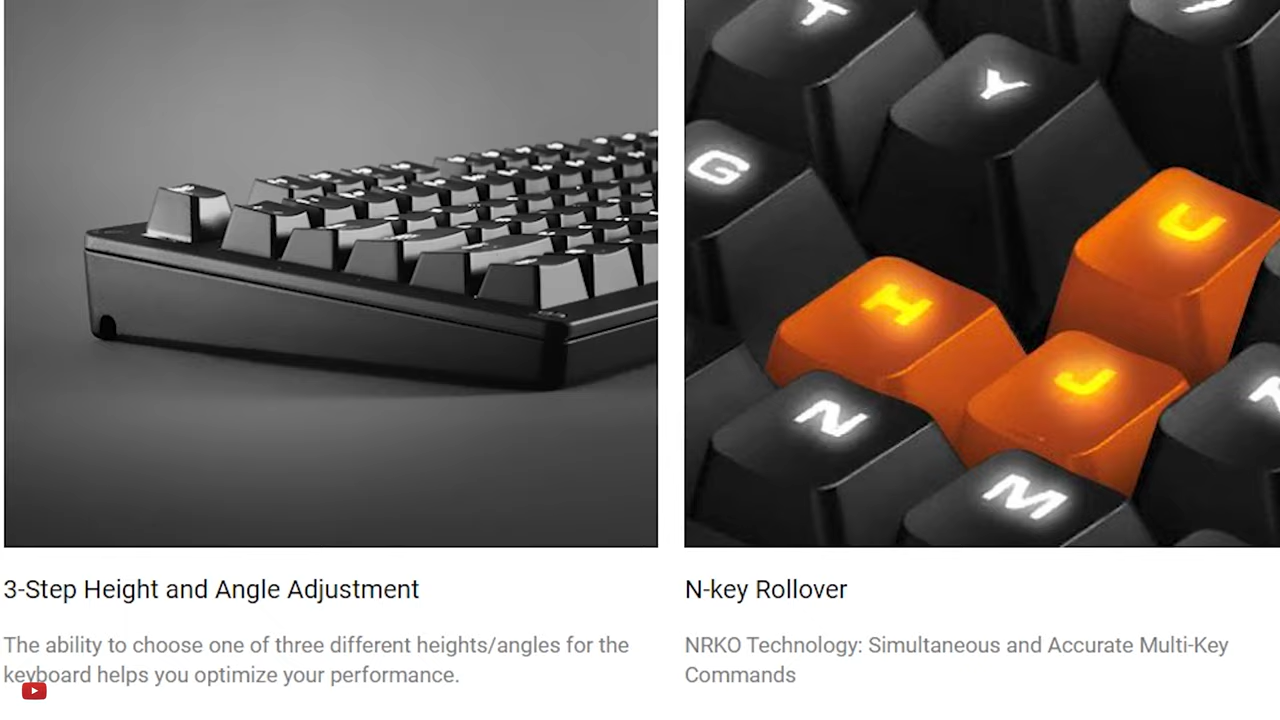 T
Y
G
U
H
J
N
M
3-Step Height and Angle Adjustment
The ability to choose one of three different heights/angles for the
keyboard helps you optimize your performance.
N-key Rollover
NRKO Technology: Simultaneous and Accurate Multi-Key
Commands